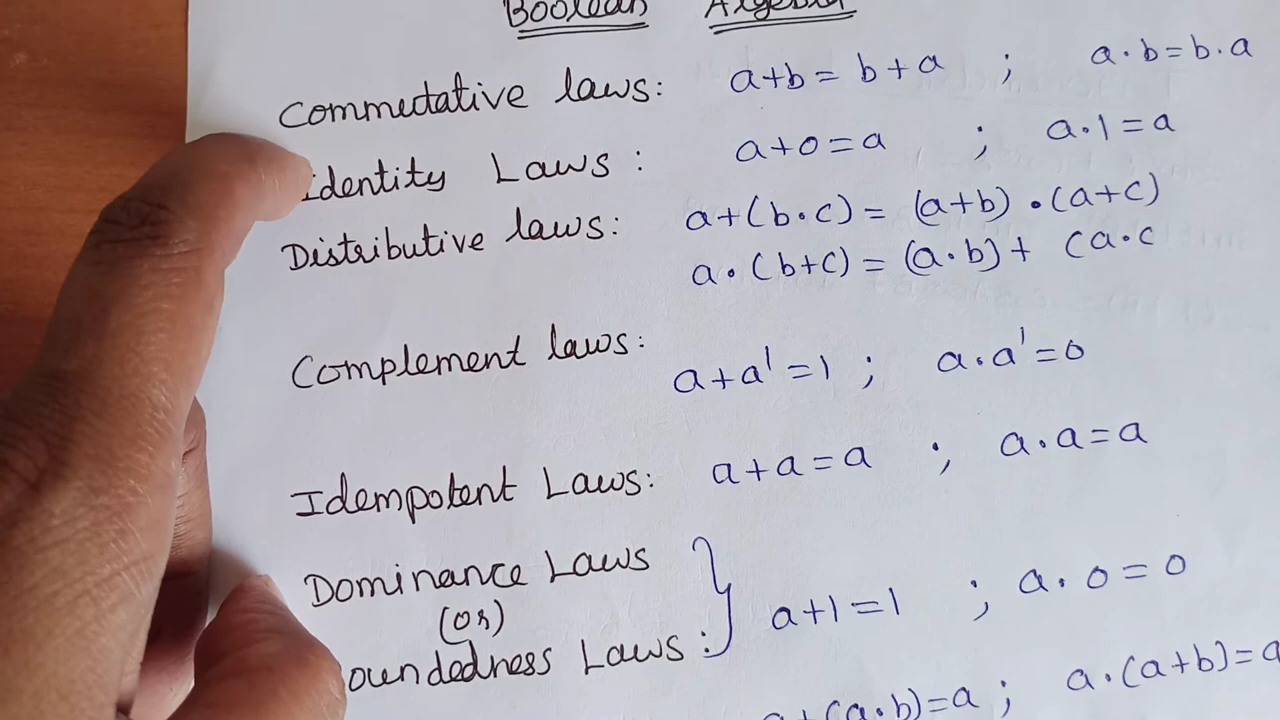 Boolean Algebra
Commutative laws: a+b = b+a ; a·b = b·a
Identity Laws: a+0=a ; a·1=a
Distributive laws: a+(b·c) = (a+b)·(a+c)
a·(b+c) = (a·b)+ (a·c
Complement laws: a+a'=1 ; a·a'=0
Idempotent Laws: a+a=a ; a·a=a
Dominance Laws
(or)
oundedness Laws: } a+1=1 ; a·0=0
a+(a·b)=a ; a·(a+b)=a